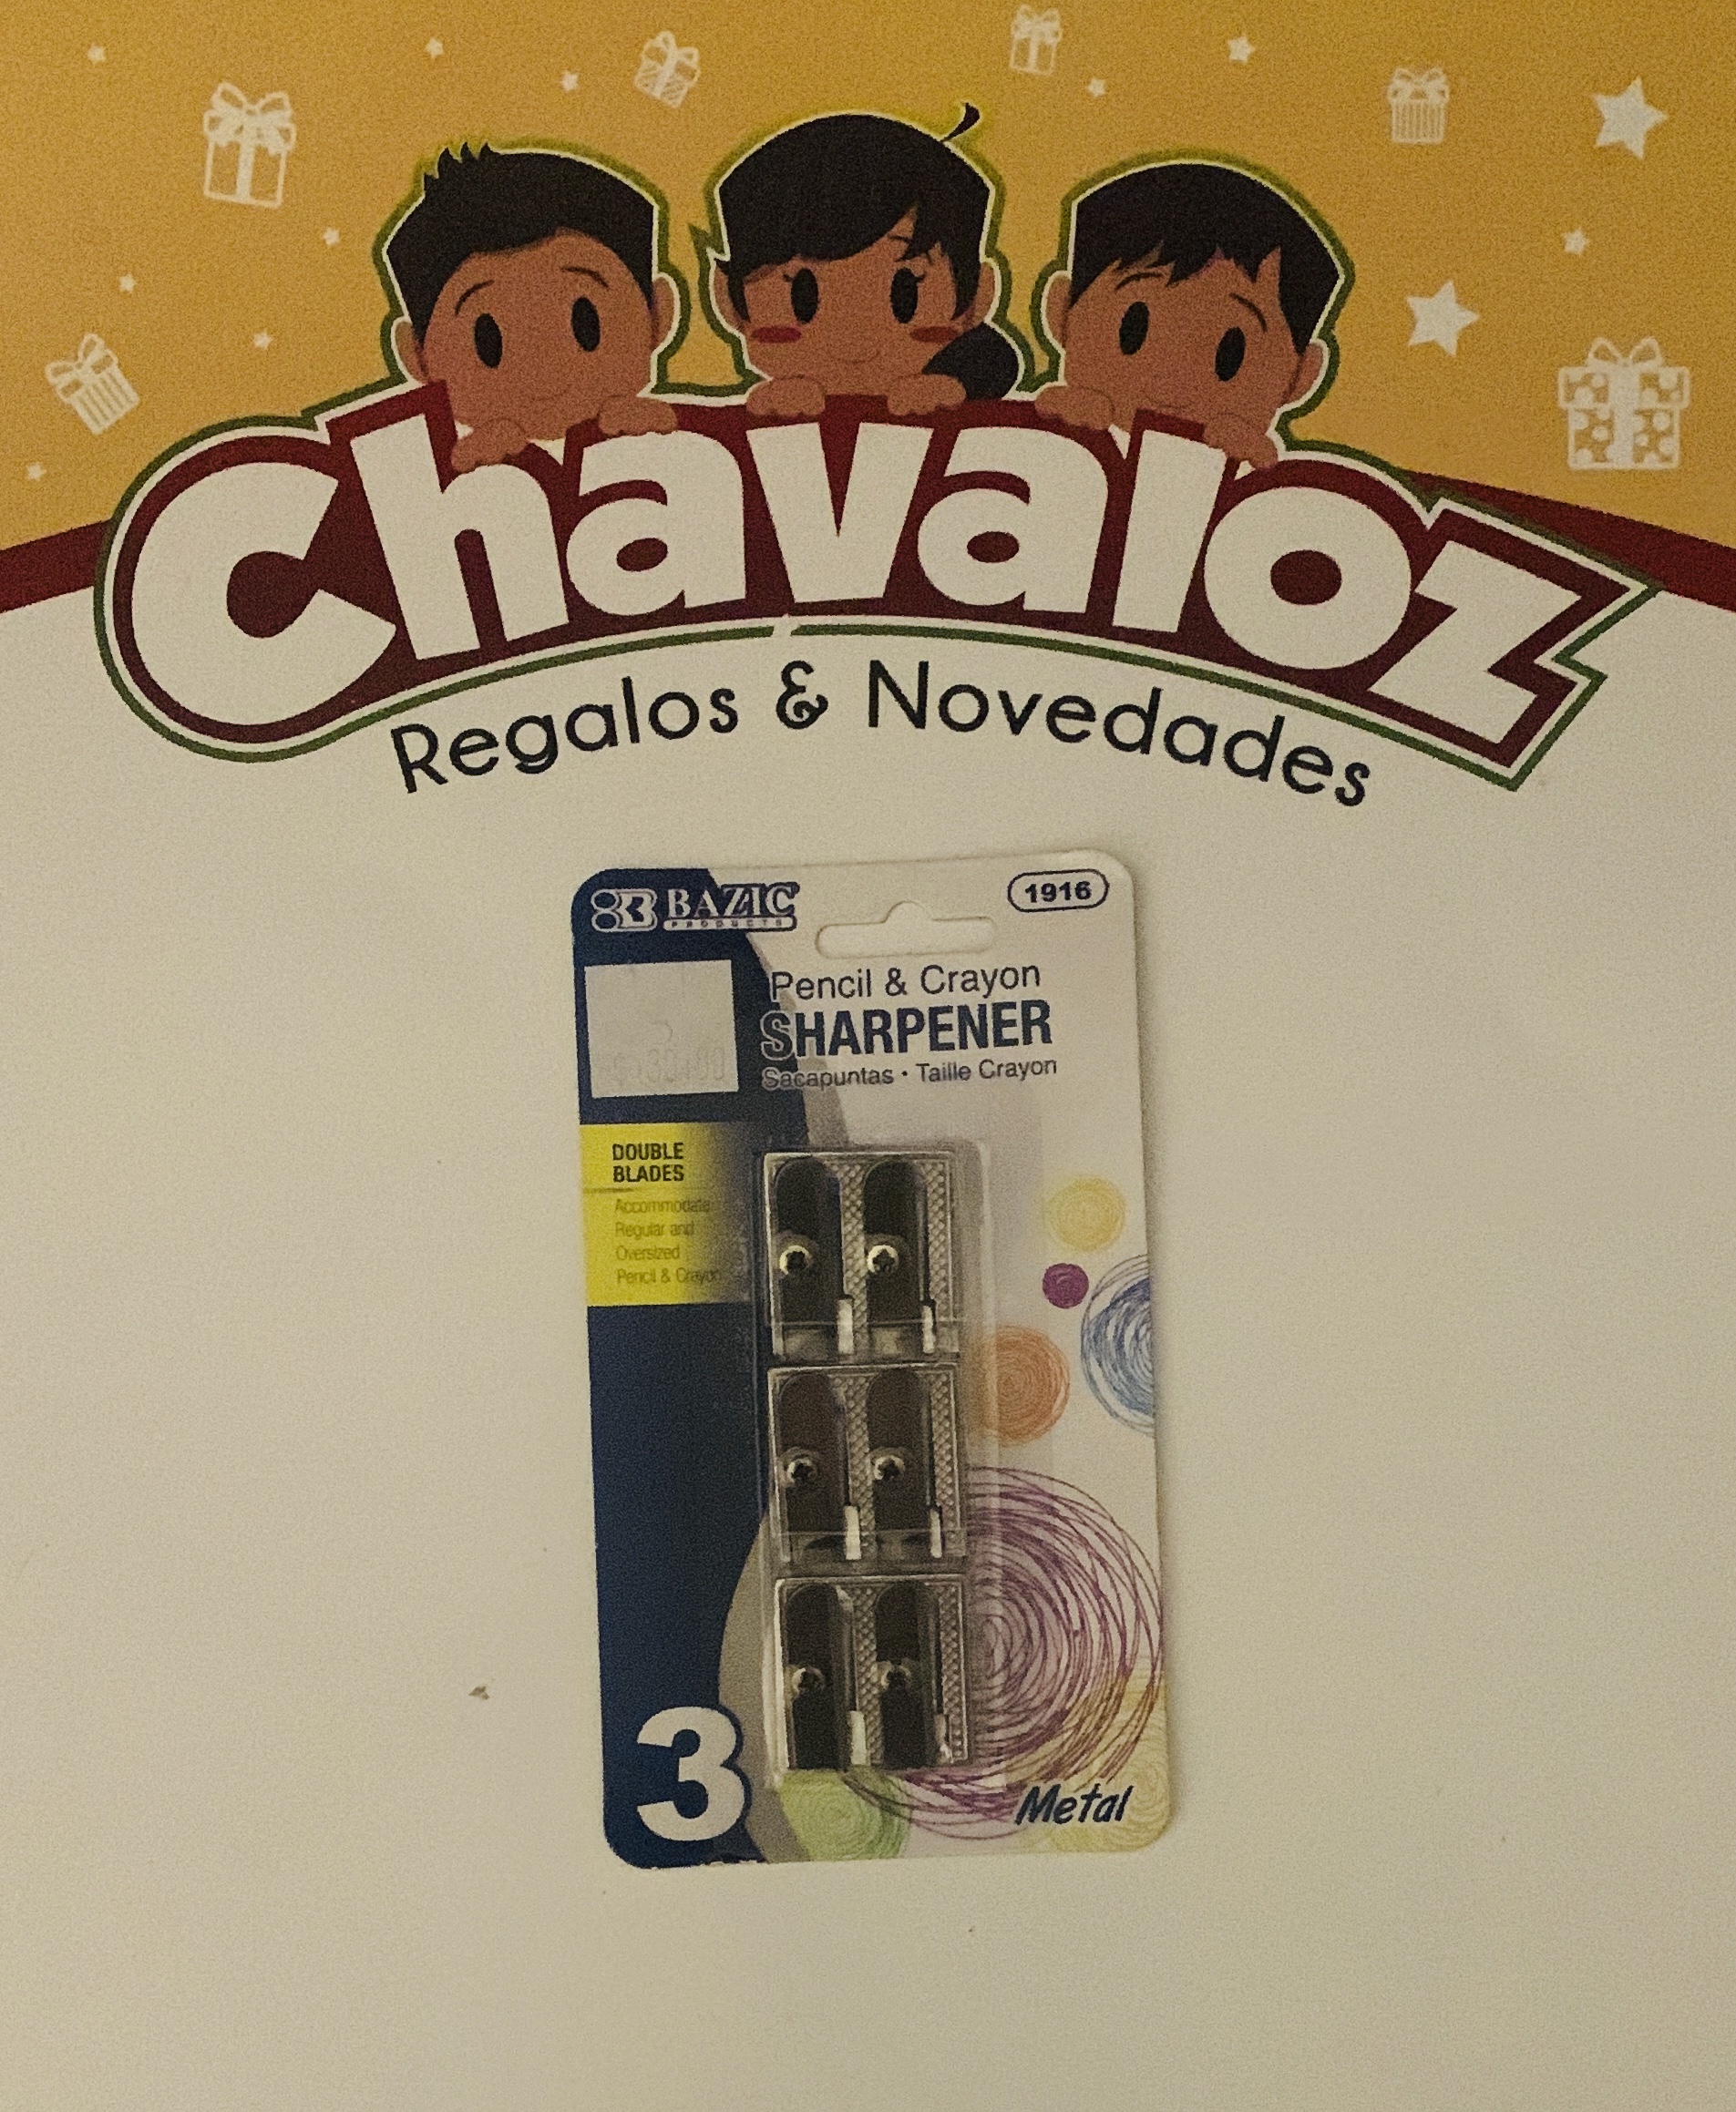 Chavaloz
Regalos & Novedades
BAZIC
PRODUCTS
1916
Pencil & Crayon
SHARPENER
Sacapuntas • Taille Crayon
DOUBLE
BLADES
Accommodate
Regular and
Oversized
Pencil & Crayon
3
Metal